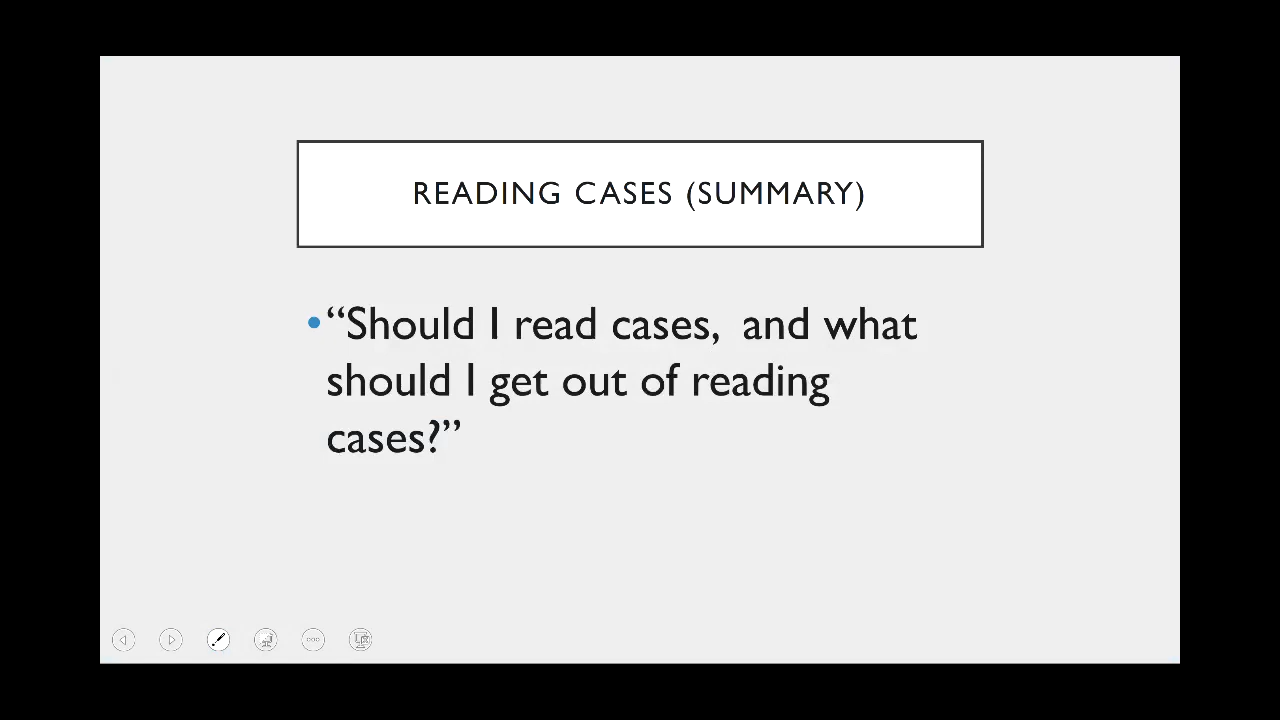 READING CASES (SUMMARY)
•“Should I read cases,  and what
should I get out of reading
cases?”